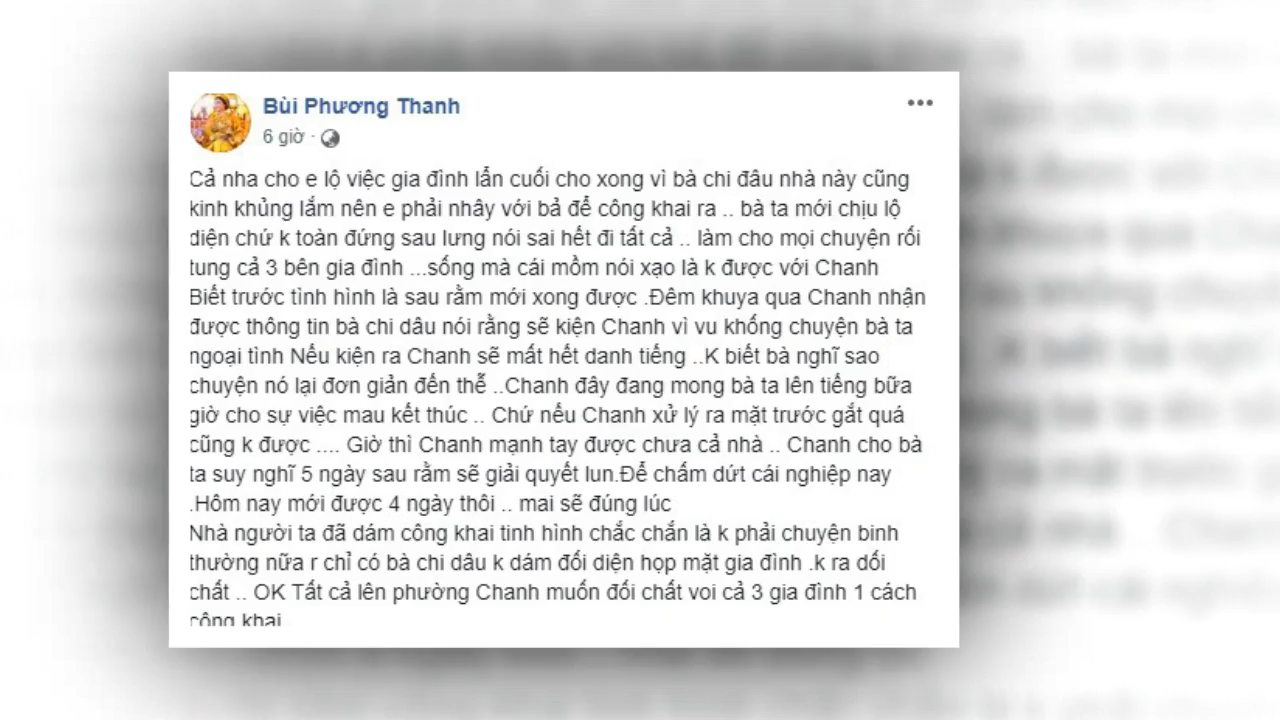 Bùi Phương Thanh
6 giờ ·
Cả nha cho e lộ việc gia đình lẩn cuối cho xong vì bà chi đâu nhà này cũng
kinh khủng lắm nên e phải nhây với bả để công khai ra .. bà ta mới chịu lộ
diện chứ k toàn đứng sau lưng nói sai hết đi tất cả .. làm cho mọi chuyện rối
tung cả 3 bên gia đình ...sống mà cái mồm nói xạo là k được với Chanh
Biết trước tình hình là sau rằm mới xong được .Đêm khuya qua Chanh nhận
được thông tin bà chi dâu nói rằng sẽ kiện Chanh vì vu khống chuyện bà ta
ngoại tình Nếu kiện ra Chanh sẽ mất hết danh tiếng ..K biết bà nghĩ sao
chuyện nó lại đơn giản đến thễ ..Chanh đây đang mong bà ta lên tiếng bữa
giờ cho sự việc mau kết thúc .. Chứ nếu Chanh xử lý ra mặt trước gắt quá
cũng k được .... Giờ thì Chanh mạnh tay được chưa cả nhà .. Chanh cho bà
ta suy nghĩ 5 ngày sau rằm sẽ giải quyết lun.Để chấm dứt cái nghiệp nay
.Hôm nay mới được 4 ngày thôi .. mai sẽ đúng lúc
Nhà người ta đã dám công khai tinh hình chắc chắn là k phải chuyện binh
thường nữa r chỉ có bà chi dâu k dám đối diện họp mặt gia đình .k ra dối
chất .. OK Tất cả lên phường Chanh muốn đối chất voi cả 3 gia đình 1 cách
công khai